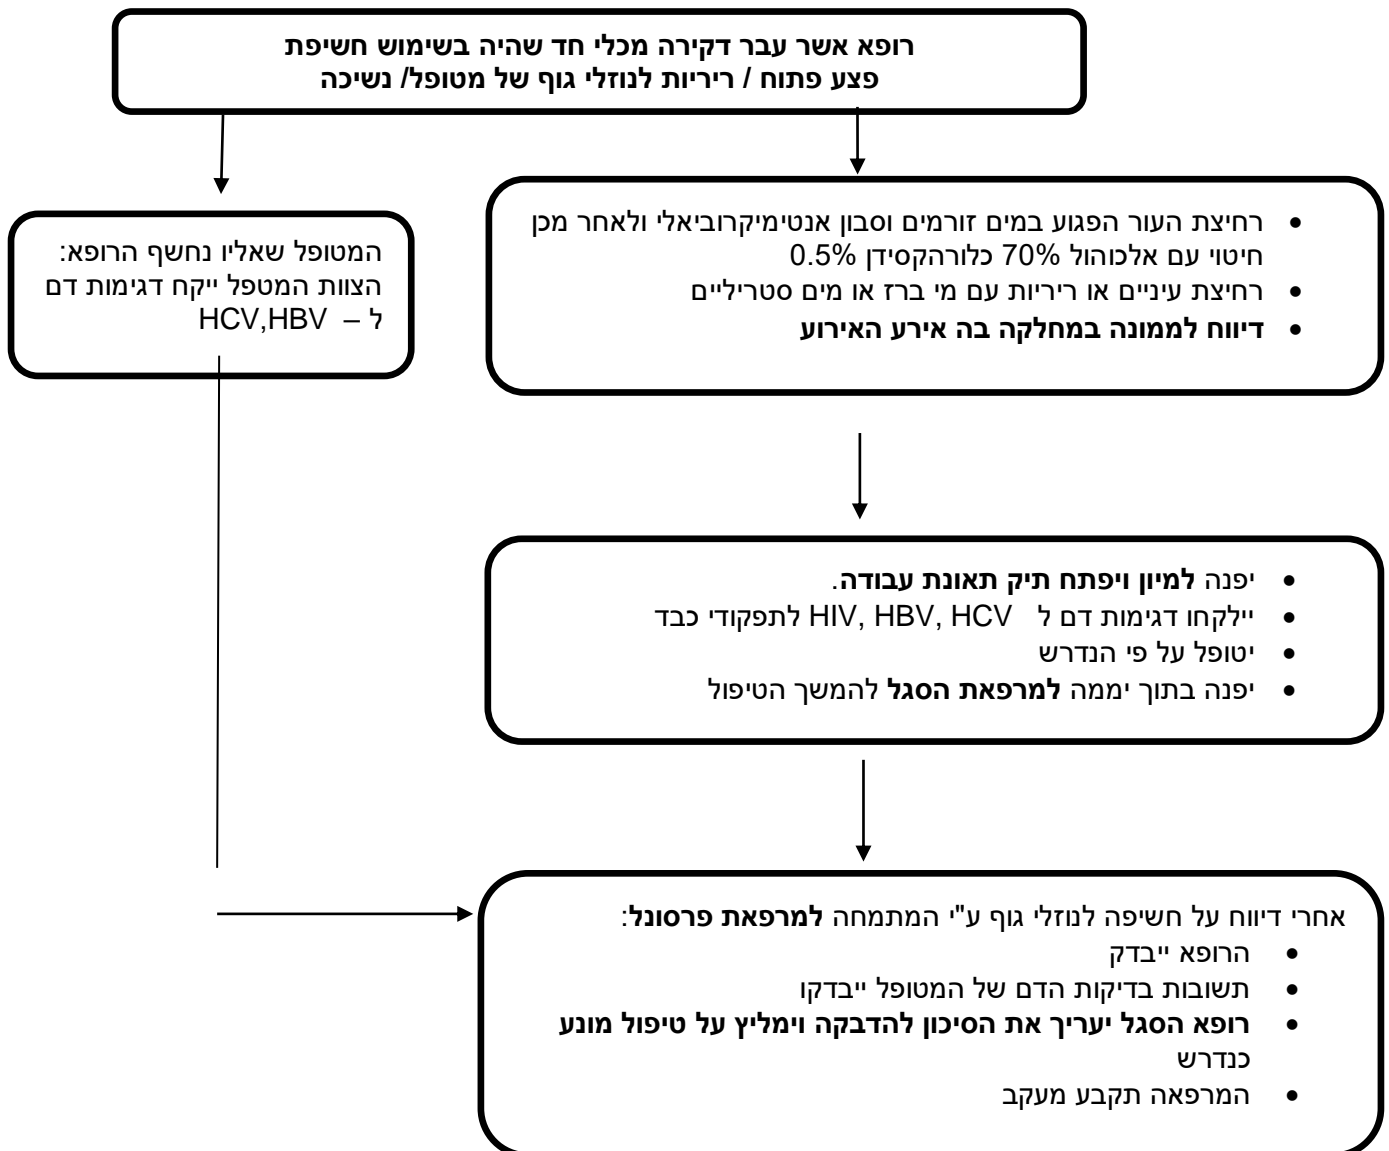 רופא אשר עבר דקירה מכלי חד שהיה בשימוש חשיפת
פצע פתוח / ריריות לנוזלי גוף של מטופל/ נשיכה
• רחיצת העור הפגוע במים זורמים וסבון אנטימיקרוביאלי ולאחר מכן
חיטוי עם אלכוהול 70% כלורהקסידן 0.5%
• רחיצת עיניים או ריריות עם מי ברז או מים סטריליים
• דיווח לממונה במחלקה בה אירע האירוע
המטופל שאליו נחשף הרופא:
הצוות המטפל ייקח דגימות דם
ל – HCV,HBV
• יפנה למיון ויפתח תיק תאונת עבודה.
• יילקחו דגימות דם ל HIV, HBV, HCV לתפקודי כבד
• יטופל על פי הנדרש
• יפנה בתוך יממה למרפאת הסגל להמשך הטיפול
אחרי דיווח על חשיפה לנוזלי גוף ע"י המתמחה למרפאת פרסונל:
• הרופא ייבדק
• תשובות בדיקות הדם של המטופל ייבדקו
• רופא הסגל יעריך את הסיכון להדבקה וימליץ על טיפול מונע
כנדרש
• המרפאה תקבע מעקב